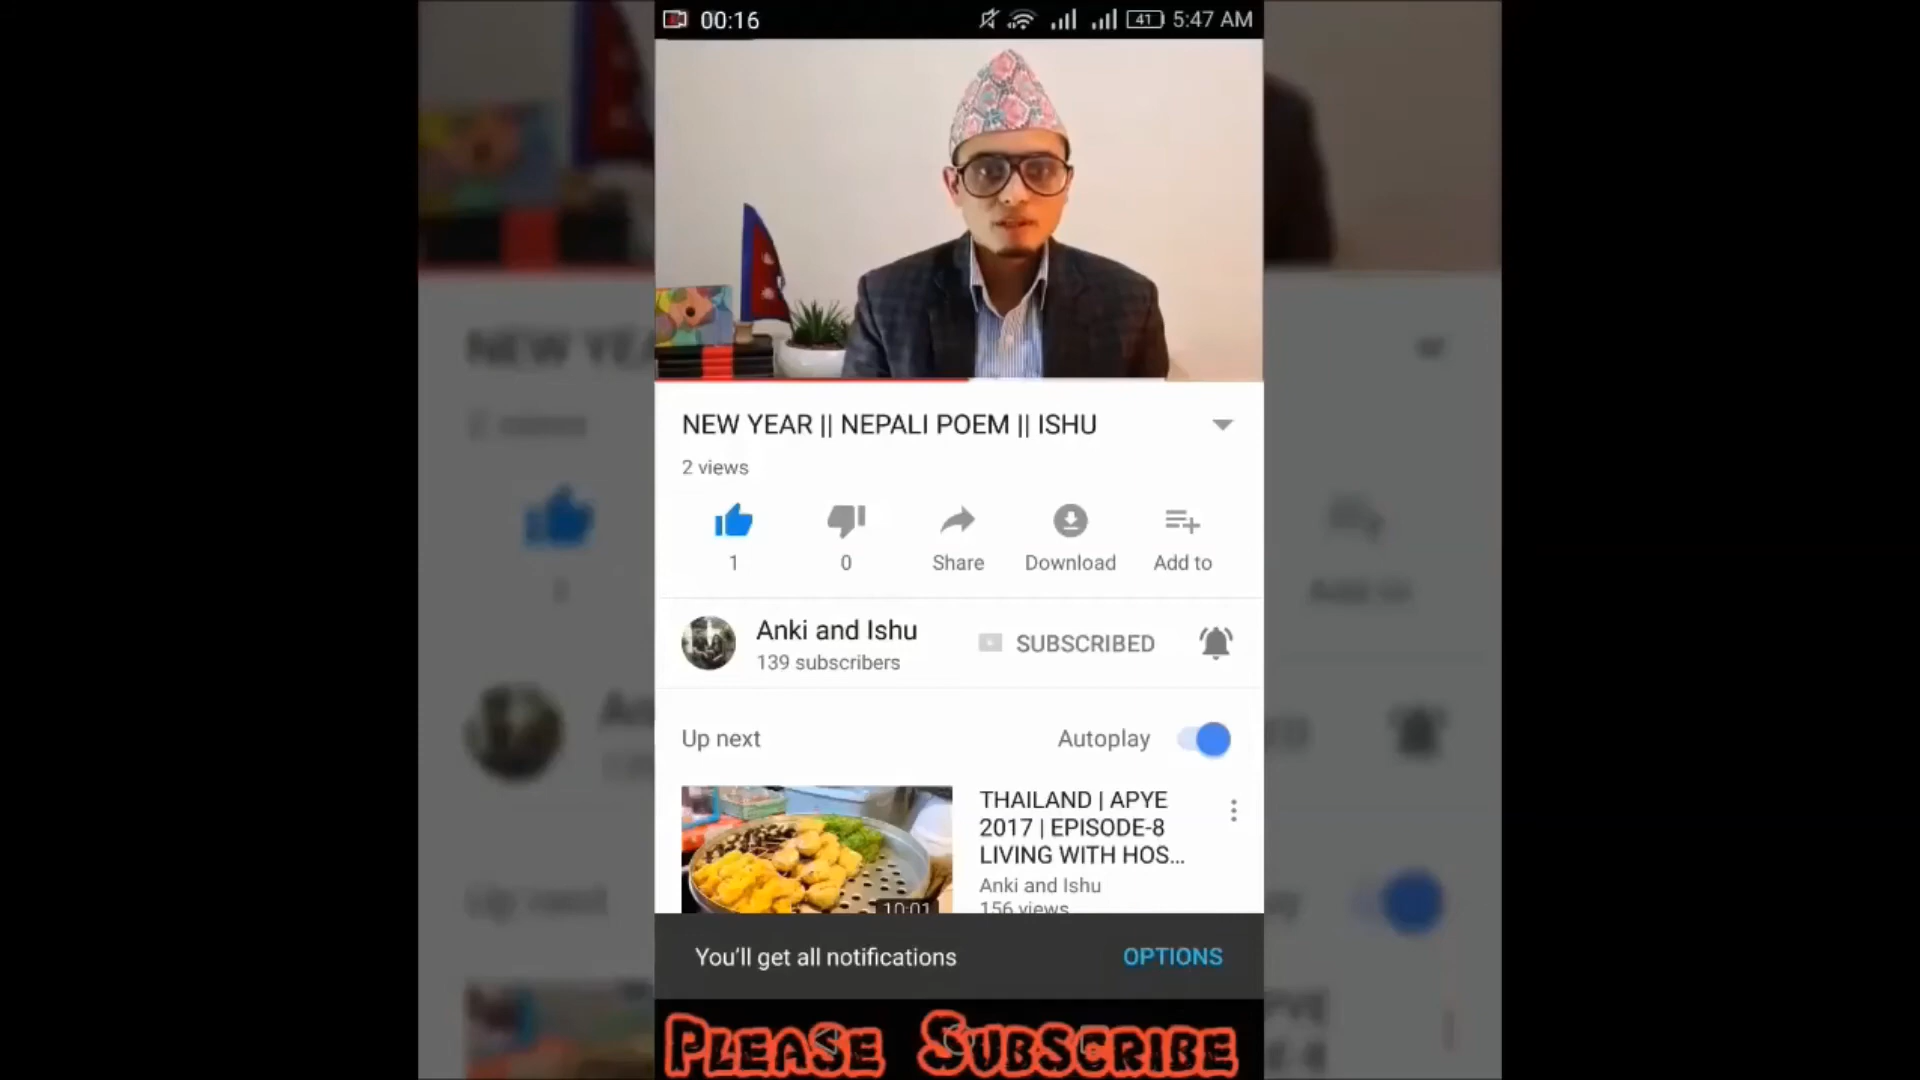 00:16
41
5:47 AM
NEW YEAR || NEPALI POEM || ISHU
2 views
1
0
Share
Download
Add to
Anki and Ishu
139 subscribers
SUBSCRIBED
Up next
Autoplay
THAILAND | APYE
2017 | EPISODE-8
LIVING WITH HOS...
Anki and Ishu
156 views
10:01
You'll get all notifications
OPTIONS
PLEASE SUBSCRIBE